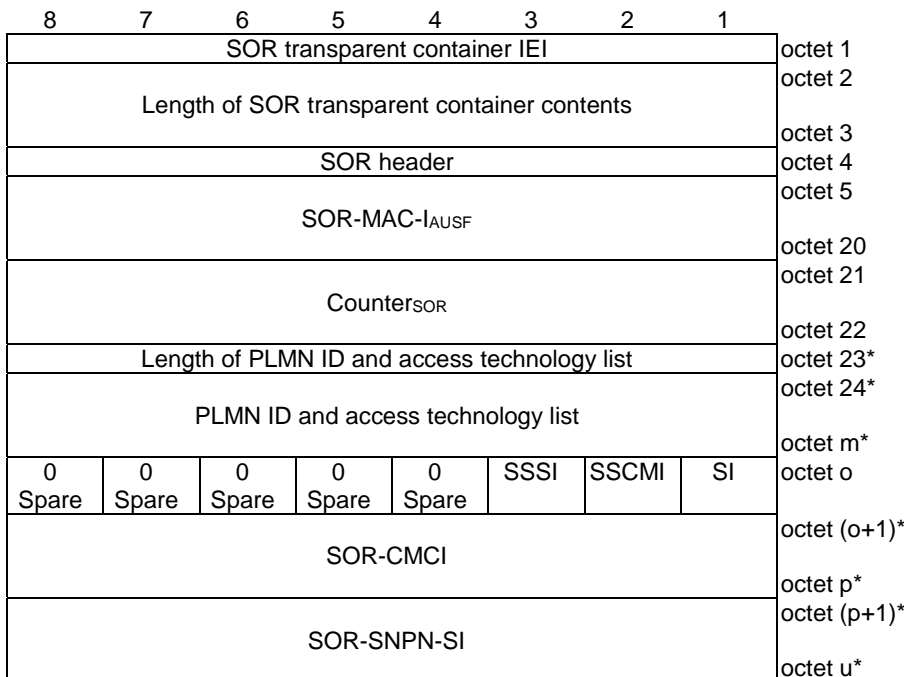 8 7 6 5 4 3 2 1
SOR transparent container IEI octet 1
octet 2
Length of SOR transparent container contents
octet 3
SOR header octet 4
octet 5
SOR-MAC-IAUSF
octet 20
octet 21
CounterSOR
octet 22
Length of PLMN ID and access technology list octet 23*
octet 24*
PLMN ID and access technology list
octet m*
0 0 0 0 0 SSSI SSCMI SI octet o
Spare Spare Spare Spare Spare
octet (o+1)*
SOR-CMCI
octet p*
octet (p+1)*
SOR-SNPN-SI
octet u*